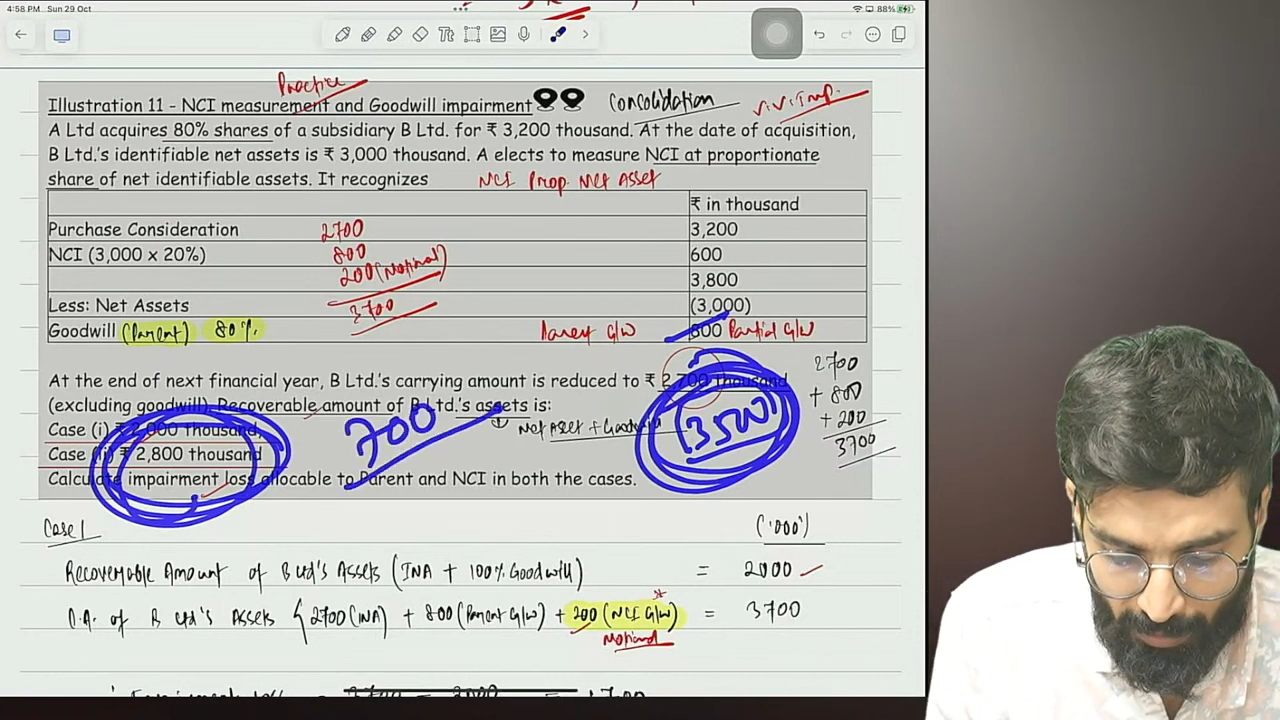 4:58 PM Sun 29 Oct
88%
Tt
Practice
Illustration 11 - NCI measurement and Goodwill impairment Consolidation V.V.Imp.
A Ltd acquires 80% shares of a subsidiary B Ltd. for ₹ 3,200 thousand. At the date of acquisition,
B Ltd.'s identifiable net assets is ₹ 3,000 thousand. A elects to measure NCI at proportionate
share of net identifiable assets. It recognizes NCI Prop. Net Asset
₹ in thousand
Purchase Consideration 2700 3,200
NCI (3,000 x 20%) 800 600
200 (Notional) 3,800
Less: Net Assets 3700 (3,000)
Goodwill (Parent) 80% Parent G/W 800 Partial G/W
At the end of next financial year, B Ltd.'s carrying amount is reduced to ₹ 2,700 thousand
(excluding goodwill). Recoverable amount of B Ltd.'s assets is:
Net Asset + Goodwill
Case (i) ₹ 2,000 thousand,
Case (ii) ₹ 2,800 thousand
Calculate impairment loss allocable to Parent and NCI in both the cases.
700
3500
2700
+ 800
+ 200
3700
Case 1
('000')
Recoverable Amount of B Ltd's Assets (INA + 100% Goodwill) = 2000
C.A. of B Ltd's Assets { 2700 (INA) + 800 (Parent G/W) + 200 (NCI G/W) = 3700
Notional